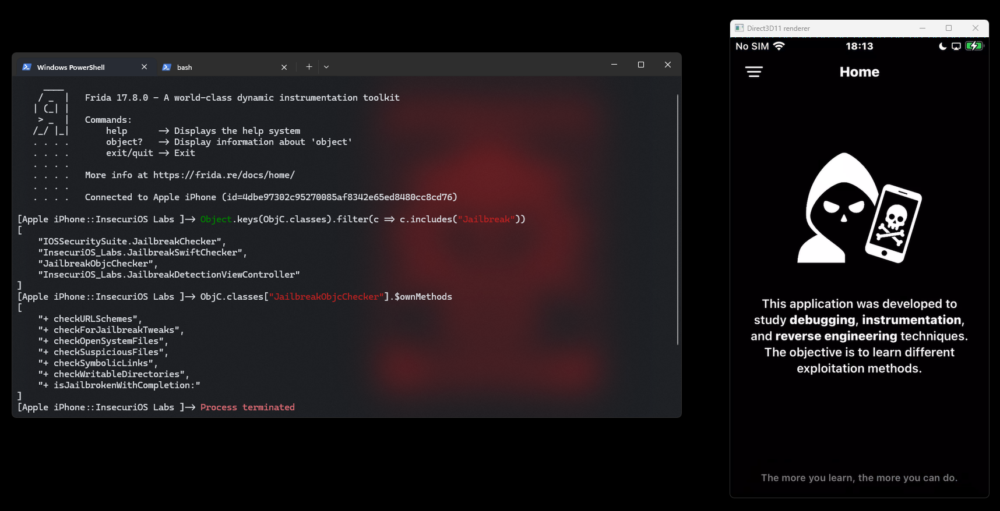 Windows PowerShell
bash
Frida 17.8.0 - A world-class dynamic instrumentation toolkit
Commands:
help -> Displays the help system
object? -> Display information about 'object'
exit/quit -> Exit
More info at https://frida.re/docs/home/
Connected to Apple iPhone (id=4dbe97302c95270085af8342e65ed8480cc8cd76)
[Apple iPhone::InsecuriOS Labs ]-> Object.keys(ObjC.classes).filter(c => c.includes("Jailbreak"))
[
"IOSSecuritySuite.JailbreakChecker",
"InsecuriOS_Labs.JailbreakSwiftChecker",
"JailbreakObjcChecker",
"InsecuriOS_Labs.JailbreakDetectionViewController"
]
[Apple iPhone::InsecuriOS Labs ]-> ObjC.classes["JailbreakObjcChecker"].$ownMethods
[
"+ checkURLSchemes",
"+ checkForJailbreakTweaks",
"+ checkOpenSystemFiles",
"+ checkSuspiciousFiles",
"+ checkSymbolicLinks",
"+ checkWritableDirectories",
"+ isJailbrokenWithCompletion:"
]
[Apple iPhone::InsecuriOS Labs ]-> Process terminated
Direct3D11 renderer
No SIM 18:13
Home
This application was developed to
study debugging, instrumentation,
and reverse engineering techniques.
The objective is to learn different
exploitation methods.
The more you learn, the more you can do.